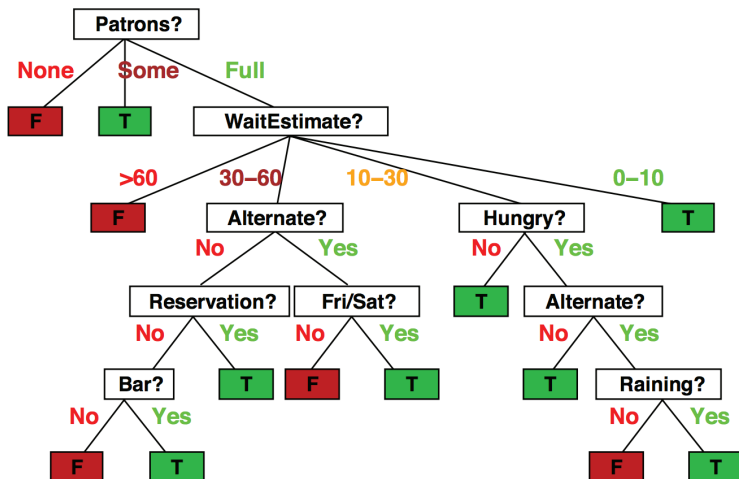 Patrons?
None Some Full
F T WaitEstimate?
>60 30–60 10–30 0–10
F Alternate? Hungry? T
No Yes No Yes
Reservation? Fri/Sat? T Alternate?
No Yes No Yes No Yes
Bar? T F T T Raining?
No Yes No Yes
F T F T